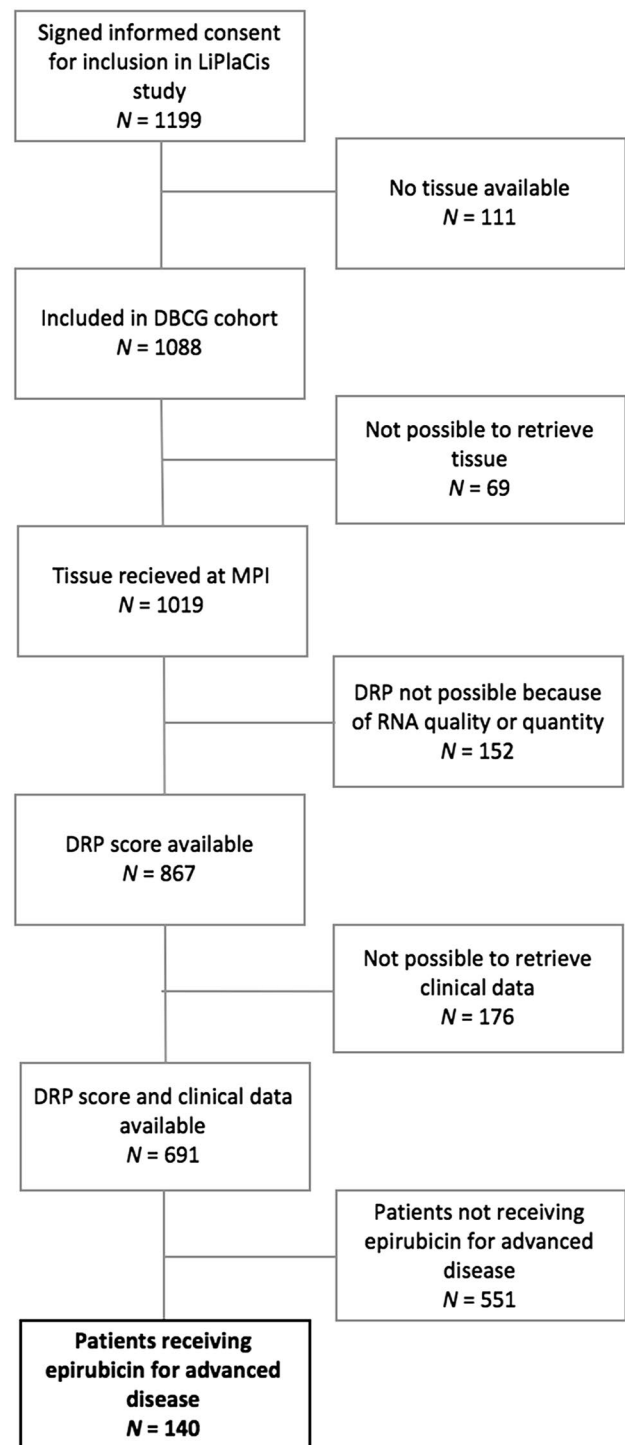 Signed informed consent
for inclusion in LiPlaCis
study
N = 1199
No tissue available
N = 111
Included in DBCG cohort
N = 1088
Not possible to retrieve
tissue
N = 69
Tissue recieved at MPI
N = 1019
DRP not possible because
of RNA quality or quantity
N = 152
DRP score available
N = 867
Not possible to retrieve
clinical data
N = 176
DRP score and clinical data
available
N = 691
Patients not receiving
epirubicin for advanced
disease
N = 551
Patients receiving
epirubicin for advanced
disease
N = 140